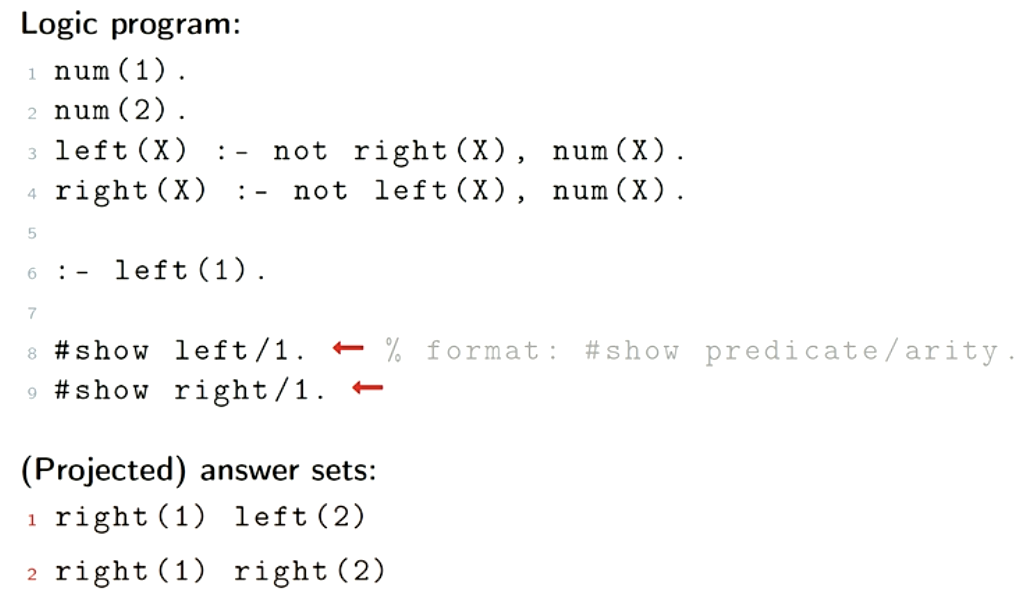 Logic program:
1 num(1).
2 num(2).
3 left(X) :- not right(X), num(X).
4 right(X) :- not left(X), num(X).
5
6 :- left(1).
7
8 #show left/1. ← % format: #show predicate/arity.
9 #show right/1. ←
(Projected) answer sets:
1 right(1) left(2)
2 right(1) right(2)